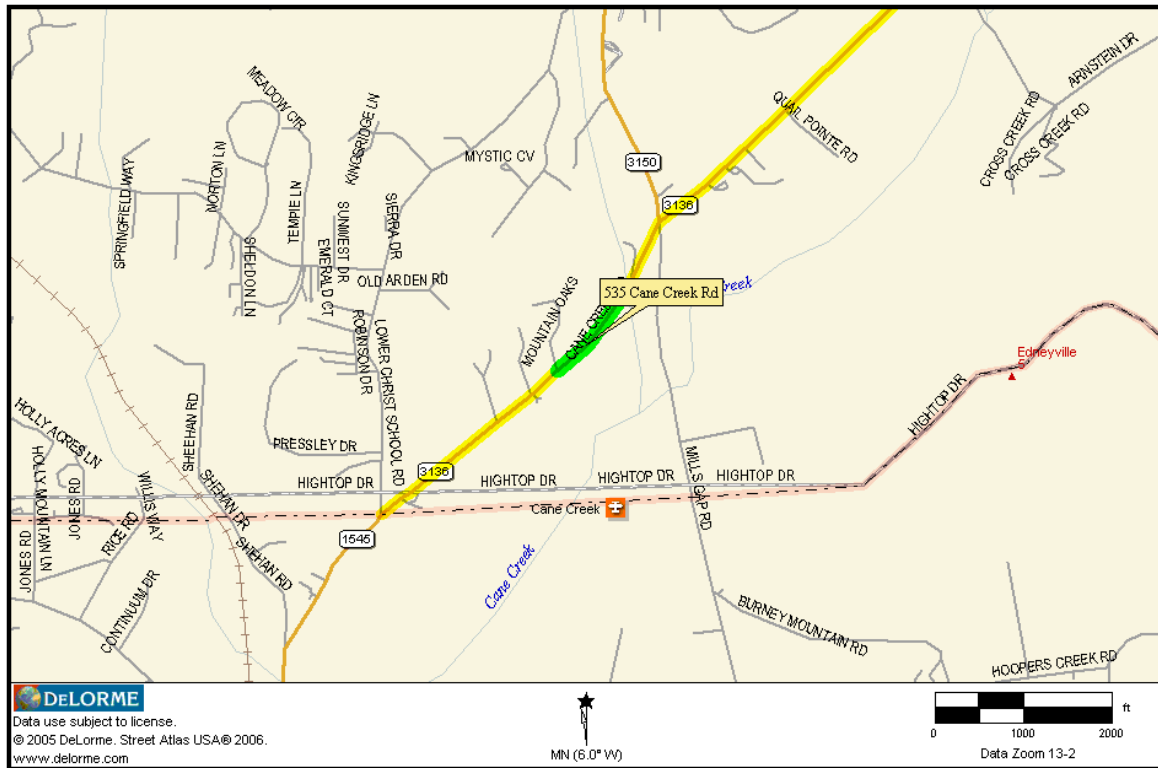 ARNSTEIN DR
MEADOW CIR
KINGSRIDGE LN
QUAIL POINTE RD
CROSS CREEK RD
CROSS CREEK RD
MYSTIC CV
3150
NORTON LN
SPRINGFIELD WAY
TEMPIE LN
SUNWEST DR
SIERRA DR
3136
SHELDON LN
EMERALD CT
OLD ARDEN RD
535 Cane Creek Rd
Creek
MOUNTAIN OAKS
CANE CREEK
ROBINSON DR
LOWER CHRIST SCHOOL RD
Edneyville
5
HIGHTOP DR
SHEEHAN RD
HOLLY ACRES LN
PRESSLEY DR
3136
HOLLY MOUNTAIN LN
JONES RD
WILLIS WAY
SHEHAN DR
HIGHTOP DR
HIGHTOP DR
HIGHTOP DR
HIGHTOP DR
MILLS GAP RD
Cane Creek
RICE RD
1545
JONES RD
SHEHAN RD
Cane Creek
CONTINUUM DR
BURNEY MOUNTAIN RD
HOOPERS CREEK RD
DELORME
Data use subject to license.
© 2005 DeLorme. Street Atlas USA® 2006.
www.delorme.com
MN (6.0° W)
ft
0 1000 2000
Data Zoom 13-2